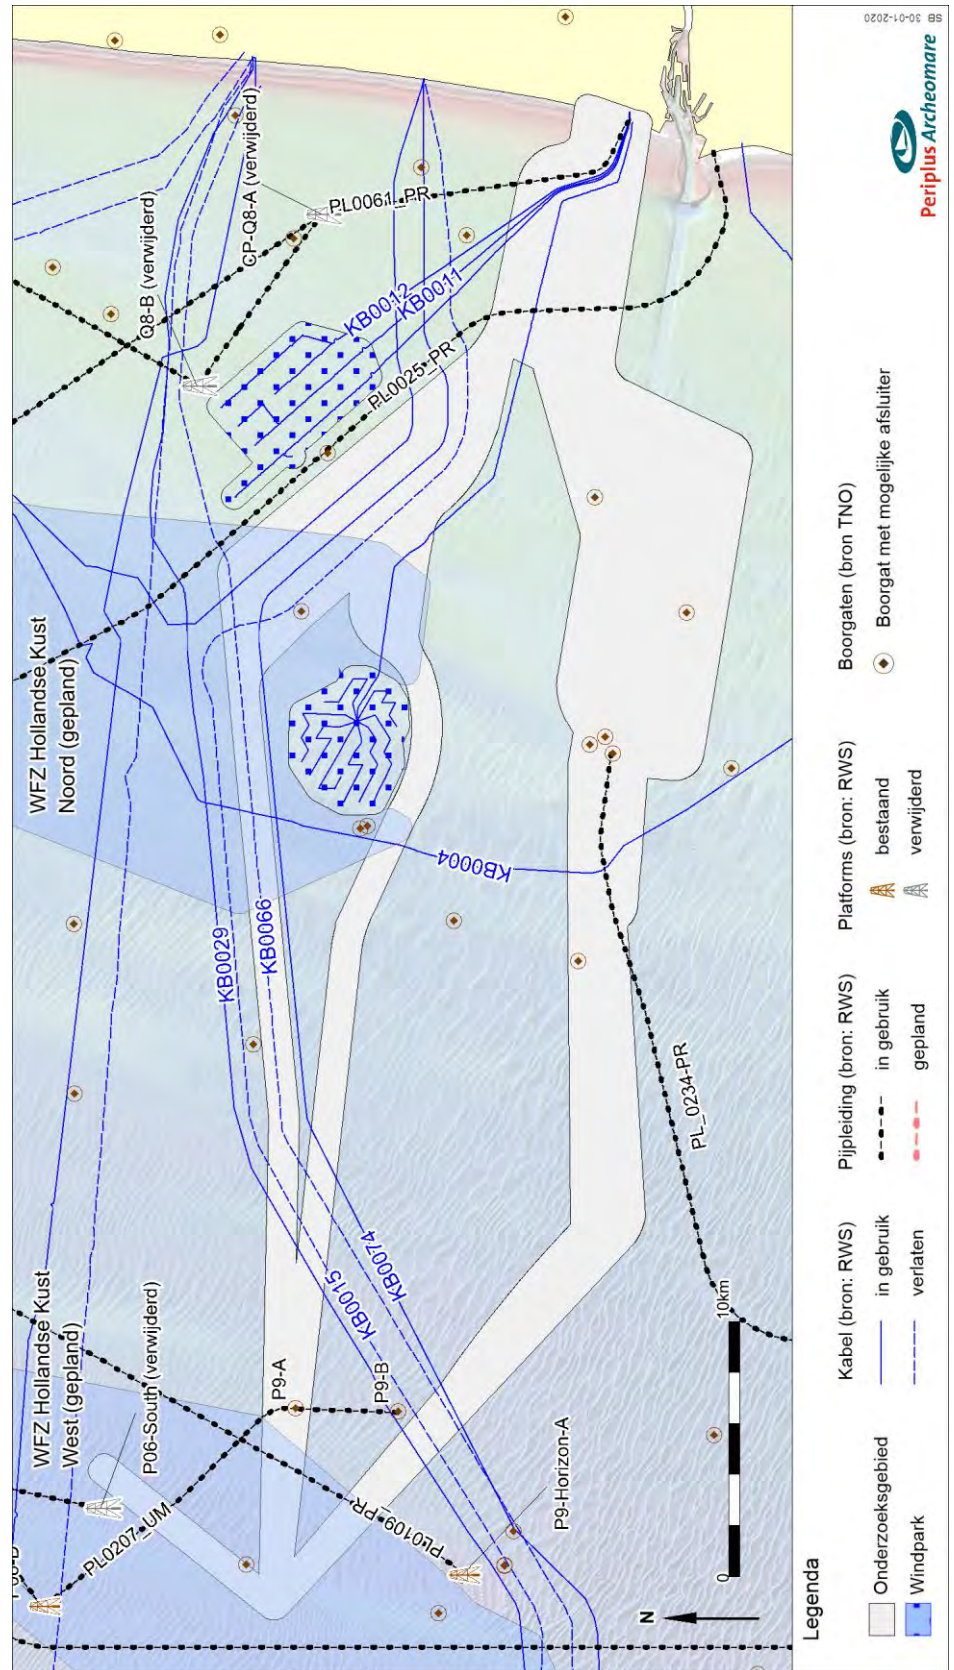 WFZ Hollandse Kust
West (gepland)
P06-South (verwijderd)
PL0207_UM
PL0109_PR
P9-Horizon-A
P9-A
P9-B
KB0015
KB0074
KB0029
KB0066
KB0004
WFZ Hollandse Kust
Noord (gepland)
Q8-B (verwijderd)
CP-Q8-A (verwijderd)
PL0061_PR
KB0012
KB0011
PL0025_PR
PL_0234-PR
N
0
10km
Legenda
Onderzoeksgebied
Windpark
Kabel (bron: RWS)
in gebruik
verlaten
Pijpleiding (bron: RWS)
in gebruik
gepland
Platforms (bron: RWS)
bestaand
verwijderd
Boorgaten (bron TNO)
Boorgat met mogelijke afsluiter
Periplus Archeomare
SB 30-01-2020